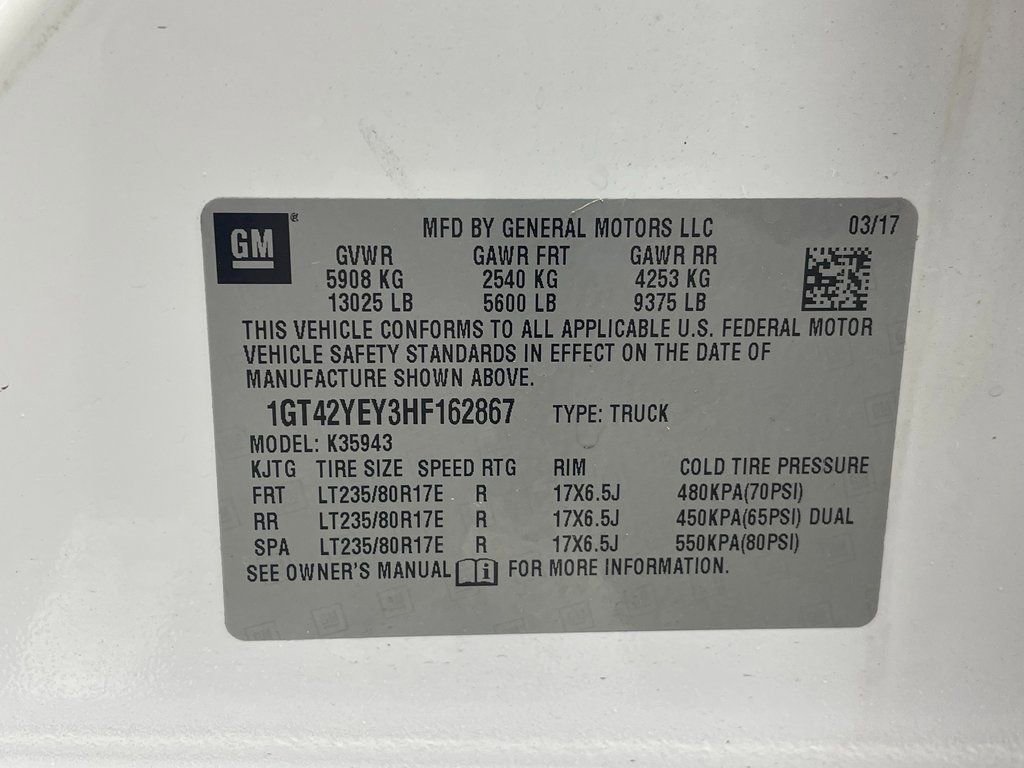 GM ®
MFD BY GENERAL MOTORS LLC 03/17
GVWR GAWR FRT GAWR RR
5908 KG 2540 KG 4253 KG
13025 LB 5600 LB 9375 LB
THIS VEHICLE CONFORMS TO ALL APPLICABLE U.S. FEDERAL MOTOR
VEHICLE SAFETY STANDARDS IN EFFECT ON THE DATE OF
MANUFACTURE SHOWN ABOVE.
1GT42YEY3HF162867 TYPE: TRUCK
MODEL: K35943
KJTG TIRE SIZE SPEED RTG RIM COLD TIRE PRESSURE
FRT LT235/80R17E R 17X6.5J 480KPA(70PSI)
RR LT235/80R17E R 17X6.5J 450KPA(65PSI) DUAL
SPA LT235/80R17E R 17X6.5J 550KPA(80PSI)
SEE OWNER'S MANUAL i FOR MORE INFORMATION.